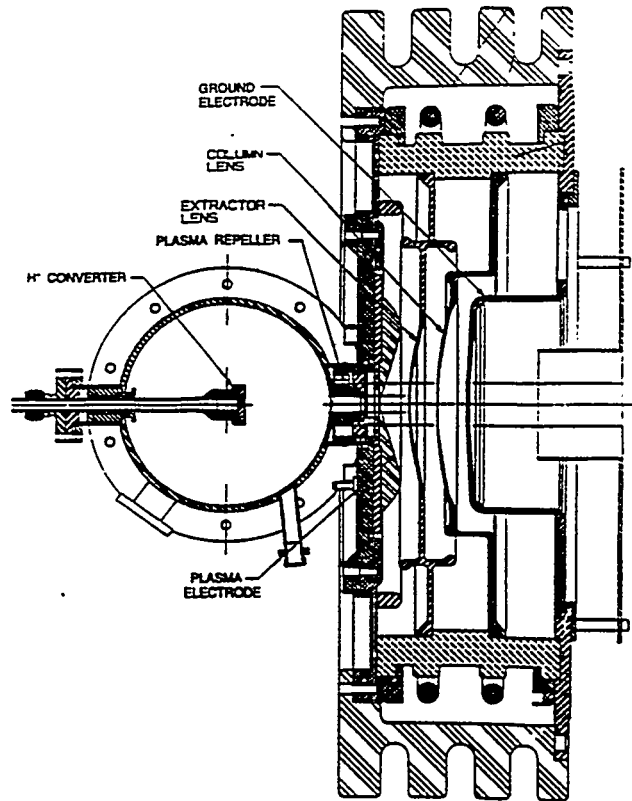 GROUND
ELECTRODE
COLUMN
LENS
EXTRACTOR
LENS
PLASMA REPELLER
H⁻ CONVERTER
PLASMA
ELECTRODE